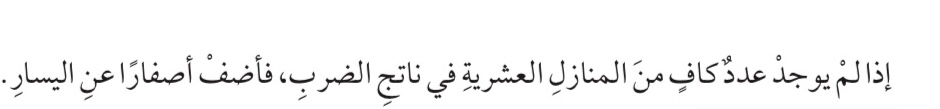 إذا لمْ يوجدْ عددٌ كافٍ منَ المنازلِ العشريةِ في ناتجِ الضربِ، فأضفْ أصفارًا عنِ اليسارِ.